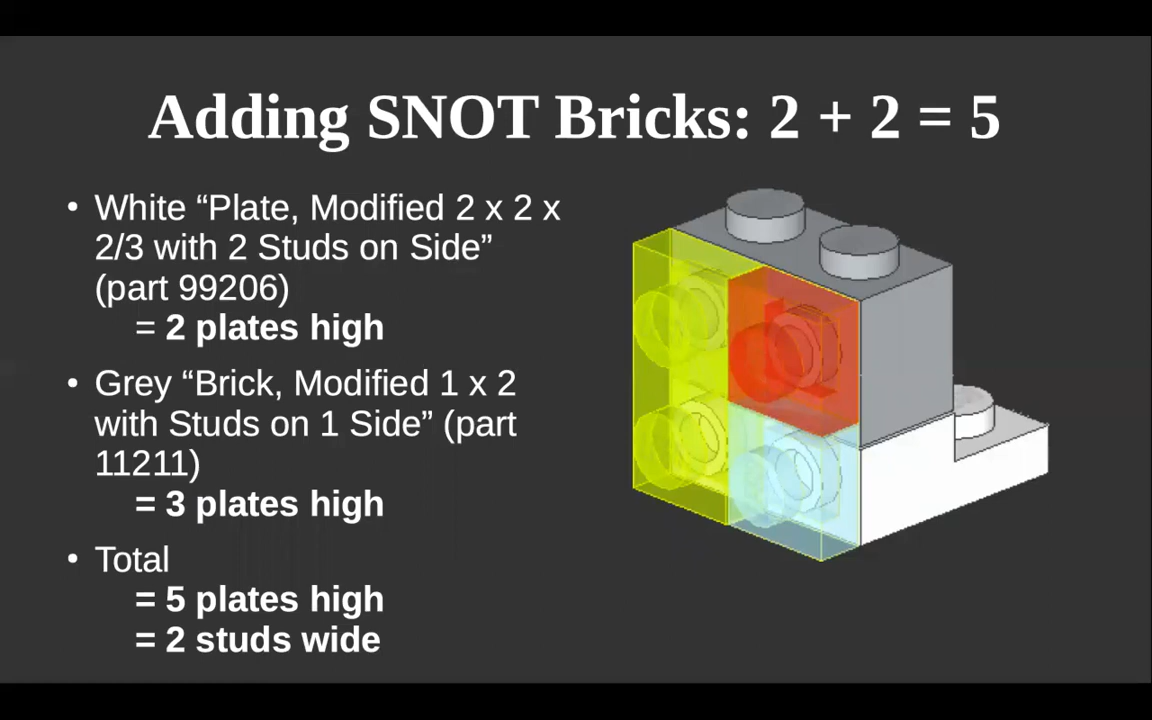 Adding SNOT Bricks: 2 + 2 = 5
• White “Plate, Modified 2 x 2 x
2/3 with 2 Studs on Side”
(part 99206)
= 2 plates high
• Grey “Brick, Modified 1 x 2
with Studs on 1 Side” (part
11211)
= 3 plates high
• Total
= 5 plates high
= 2 studs wide